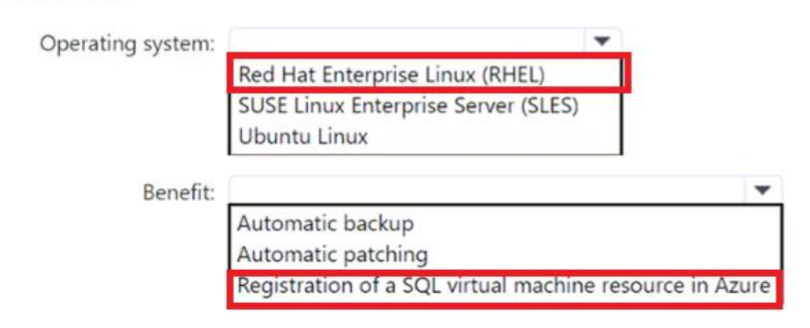 Operating system:
Red Hat Enterprise Linux (RHEL)
SUSE Linux Enterprise Server (SLES)
Ubuntu Linux
Benefit:
Automatic backup
Automatic patching
Registration of a SQL virtual machine resource in Azure